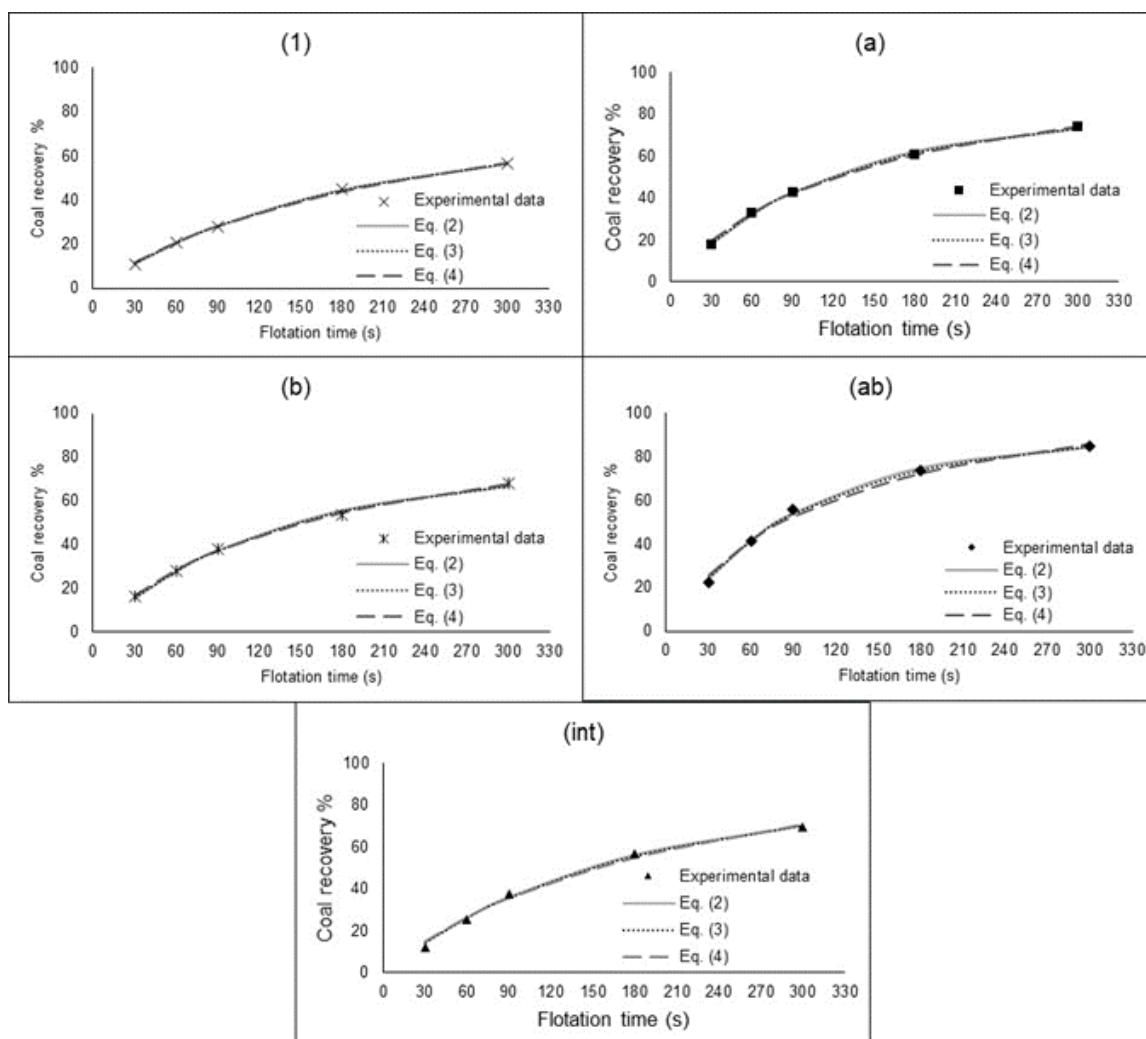 (1)
Coal recovery %
100
80
60
40
20
0
Experimental data
Eq. (2)
Eq. (3)
Eq. (4)
0 30 60 90 120 150 180 210 240 270 300 330
Flotation time (s)
(a)
Coal recovery %
100
80
60
40
20
0
Experimental data
Eq. (2)
Eq. (3)
Eq. (4)
0 30 60 90 120 150 180 210 240 270 300 330
Flotation time (s)
(b)
Coal recovery %
100
80
60
40
20
0
Experimental data
Eq. (2)
Eq. (3)
Eq. (4)
0 30 60 90 120 150 180 210 240 270 300 330
Flotation time (s)
(ab)
Coal recovery %
100
80
60
40
20
0
Experimental data
Eq. (2)
Eq. (3)
Eq. (4)
0 30 60 90 120 150 180 210 240 270 300 330
Flotation time (s)
(int)
Coal recovery %
100
80
60
40
20
0
Experimental data
Eq. (2)
Eq. (3)
Eq. (4)
0 30 60 90 120 150 180 210 240 270 300 330
Flotation time (s)